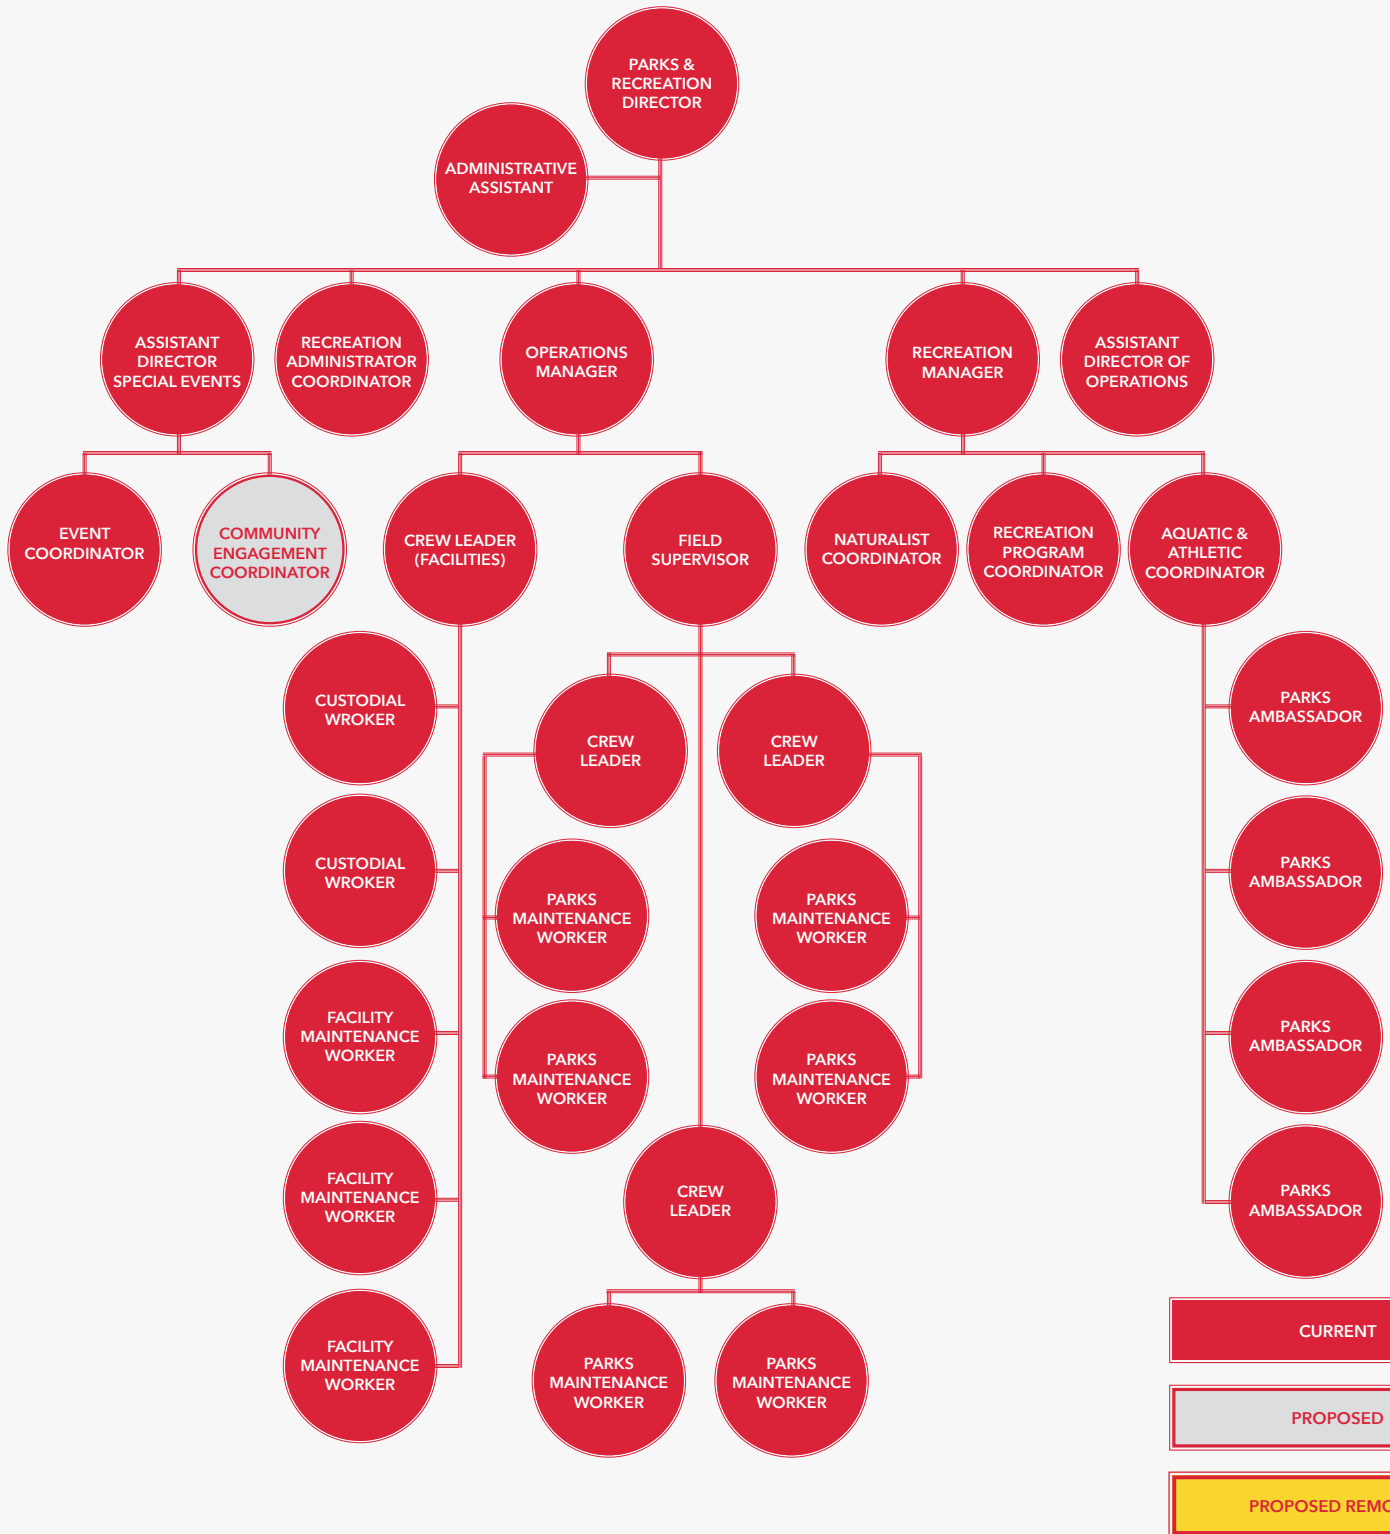 PARKS &
RECREATION
DIRECTOR
ADMINISTRATIVE
ASSISTANT
ASSISTANT
DIRECTOR
SPECIAL EVENTS
RECREATION
ADMINISTRATOR
COORDINATOR
OPERATIONS
MANAGER
RECREATION
MANAGER
ASSISTANT
DIRECTOR OF
OPERATIONS
EVENT
COORDINATOR
COMMUNITY
ENGAGEMENT
COORDINATOR
CREW LEADER
(FACILITIES)
FIELD
SUPERVISOR
NATURALIST
COORDINATOR
RECREATION
PROGRAM
COORDINATOR
AQUATIC &
ATHLETIC
COORDINATOR
CUSTODIAL
WROKER
CREW
LEADER
CREW
LEADER
PARKS
AMBASSADOR
CUSTODIAL
WROKER
PARKS
MAINTENANCE
WORKER
PARKS
MAINTENANCE
WORKER
PARKS
AMBASSADOR
FACILITY
MAINTENANCE
WORKER
PARKS
MAINTENANCE
WORKER
PARKS
MAINTENANCE
WORKER
PARKS
AMBASSADOR
FACILITY
MAINTENANCE
WORKER
CREW
LEADER
PARKS
AMBASSADOR
FACILITY
MAINTENANCE
WORKER
PARKS
MAINTENANCE
WORKER
PARKS
MAINTENANCE
WORKER
CURRENT
PROPOSED
PROPOSED